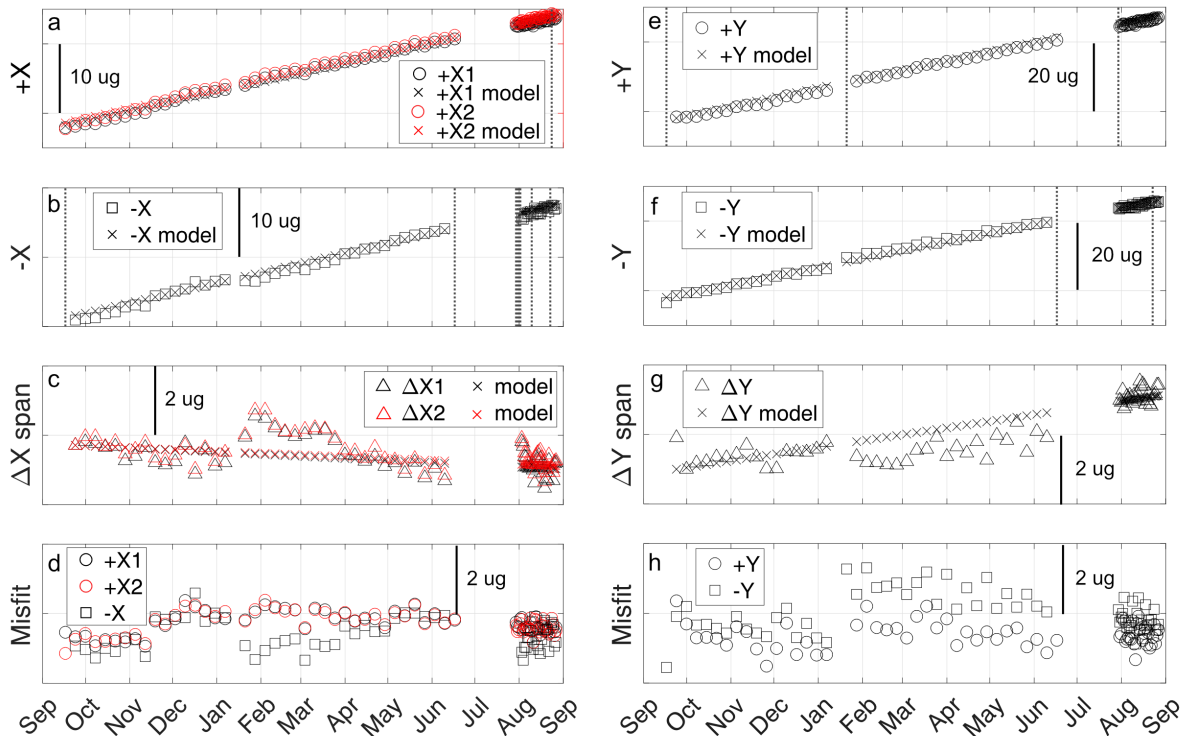 a
+X
10 ug
+X1
+X1 model
+X2
+X2 model
b
-X
-X
-X model
10 ug
c
ΔX span
2 ug
ΔX1 model
ΔX2 model
d
Misfit
+X1
+X2
-X
2 ug
Sep Oct Nov Dec Jan Feb Mar Apr May Jun Jul Aug Sep
e
+Y
+Y
+Y model
20 ug
f
-Y
-Y
-Y model
20 ug
g
ΔY span
ΔY
ΔY model
2 ug
h
Misfit
+Y
-Y
2 ug
Sep Oct Nov Dec Jan Feb Mar Apr May Jun Jul Aug Sep